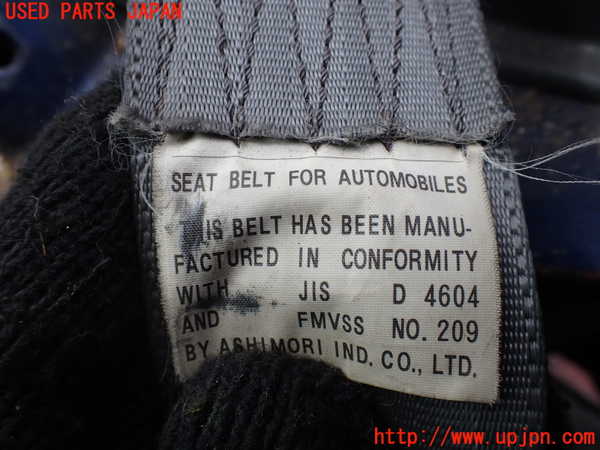 USED PARTS JAPAN
SEAT BELT FOR AUTOMOBILES
IS BELT HAS BEEN MANU-
FACTURED IN CONFORMITY
WITH JIS D 4604
AND FMVSS NO. 209
BY ASHIMORI IND. CO., LTD.
http://www.upjpn.com/